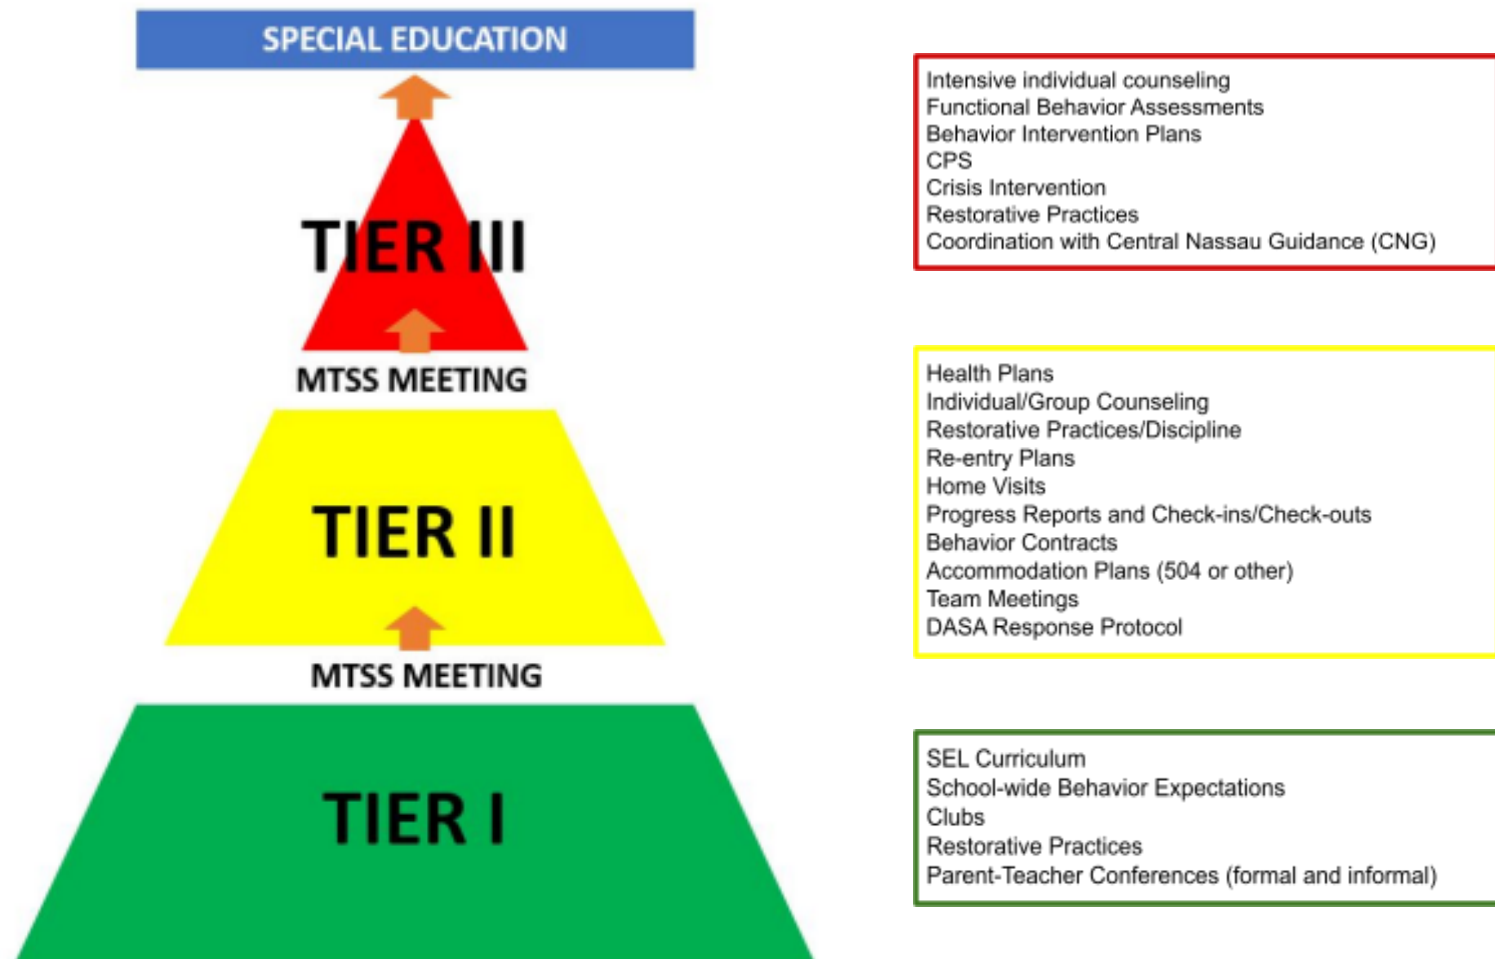 SPECIAL EDUCATION
TIER III
MTSS MEETING
TIER II
MTSS MEETING
TIER I
Intensive individual counseling
Functional Behavior Assessments
Behavior Intervention Plans
CPS
Crisis Intervention
Restorative Practices
Coordination with Central Nassau Guidance (CNG)
Health Plans
Individual/Group Counseling
Restorative Practices/Discipline
Re-entry Plans
Home Visits
Progress Reports and Check-ins/Check-outs
Behavior Contracts
Accommodation Plans (504 or other)
Team Meetings
DASA Response Protocol
SEL Curriculum
School-wide Behavior Expectations
Clubs
Restorative Practices
Parent-Teacher Conferences (formal and informal)